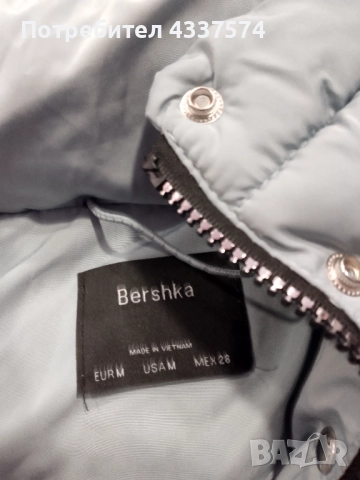 Потребител 4337574
Bershka
MADE IN VIETNAM
EUR M USA M MEX 28
BAZAR